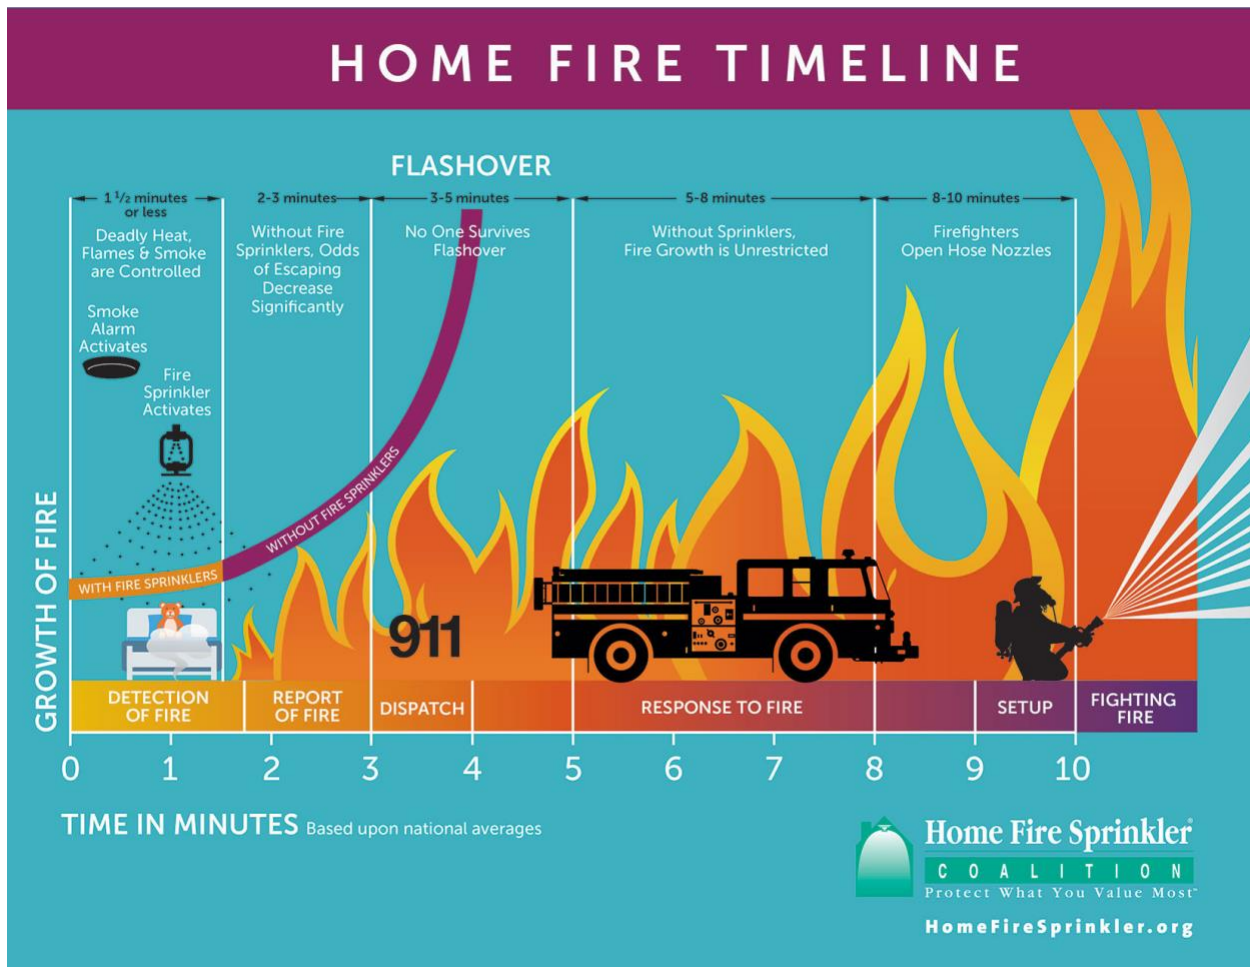 HOME FIRE TIMELINE
FLASHOVER
1 1/2 minutes
or less
2-3 minutes
3-5 minutes
5-8 minutes
8-10 minutes
Deadly Heat,
Flames & Smoke
are Controlled
Without Fire
Sprinklers, Odds
of Escaping
Decrease
Significantly
No One Survives
Flashover
Without Sprinklers,
Fire Growth is Unrestricted
Firefighters
Open Hose Nozzles
Smoke
Alarm
Activates
Fire
Sprinkler
Activates
GROWTH OF FIRE
WITH FIRE SPRINKLERS
WITHOUT FIRE SPRINKLERS
911
DETECTION
OF FIRE
REPORT
OF FIRE
DISPATCH
RESPONSE TO FIRE
SETUP
FIGHTING
FIRE
0 1 2 3 4 5 6 7 8 9 10
TIME IN MINUTES Based upon national averages
Home Fire Sprinkler®
COALITION
Protect What You Value Most™
HomeFireSprinkler.org